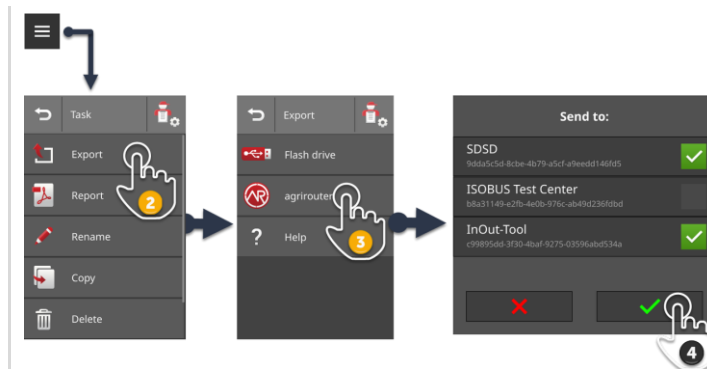 Task
Export
Report
2
Rename
Copy
Delete
Export
Flash drive
agrirouter
3
? Help
Send to:
SDSD
9dda5c5d-8cbe-4b79-a5cf-a9eedd146fd5
ISOBUS Test Center
b8a31149-e2fb-4e0b-976c-ab49d236fdbd
InOut-Tool
c99895dd-3f30-4baf-9275-03596abd534a
4